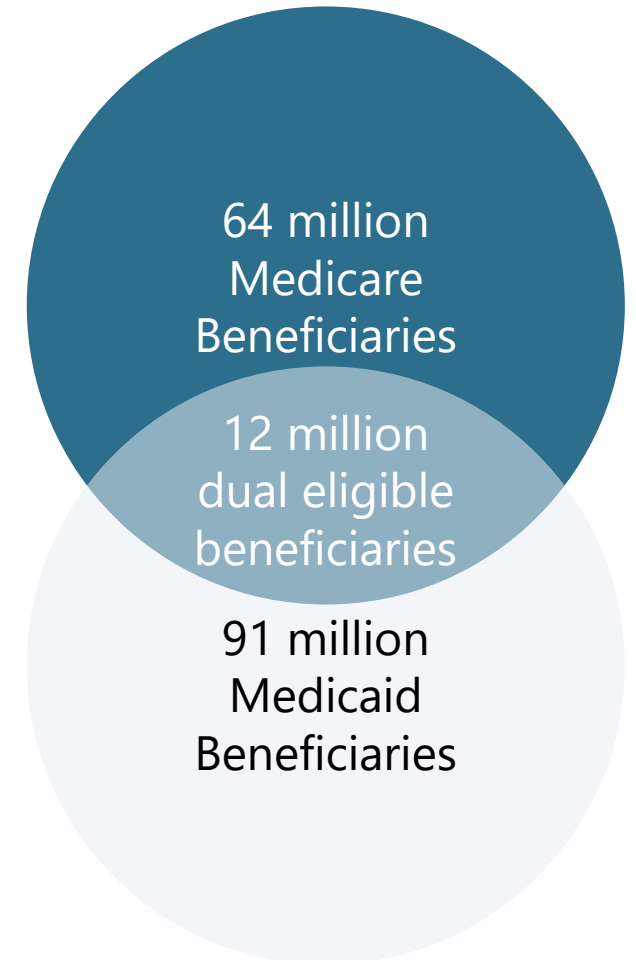 64 million
Medicare
Beneficiaries
12 million
dual eligible
beneficiaries
91 million
Medicaid
Beneficiaries